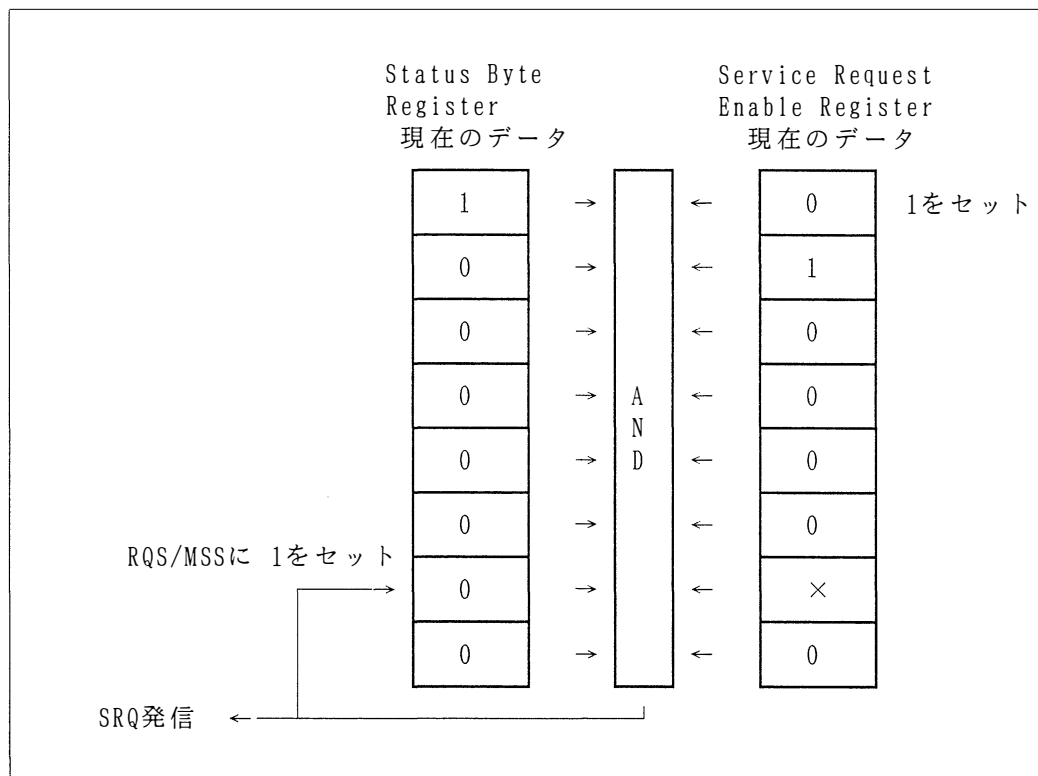 Status Byte
Register
現在のデータ
Service Request
Enable Register
現在のデータ
1 → ← 0 1をセット
0 → ← 1
0 → ← 0
0 → ← 0
AND
0 → ← 0
0 → ← 0
RQS/MSSに 1をセット
0 → ← ×
0 → ← 0
SRQ発信 ←